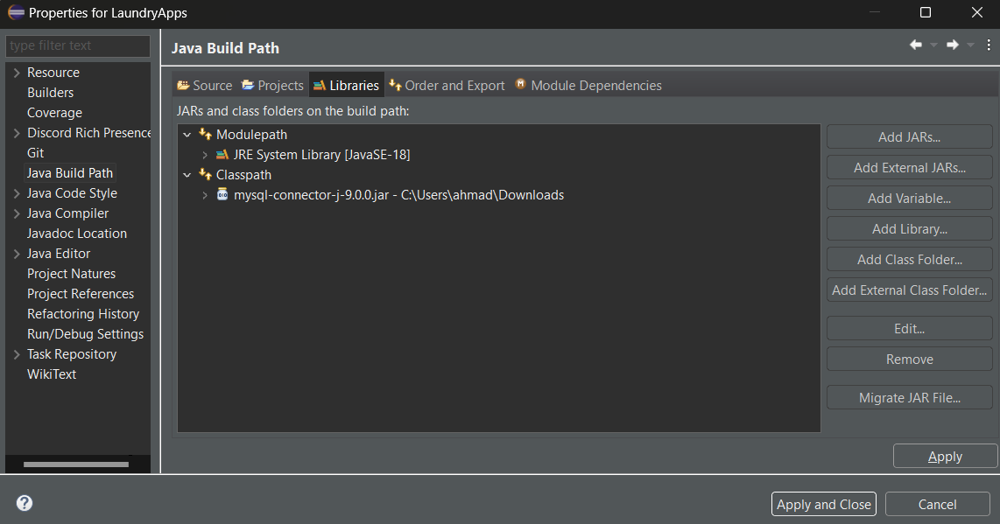 Properties for LaundryApps
type filter text
Resource
Builders
Coverage
Discord Rich Presence
Git
Java Build Path
Java Code Style
Java Compiler
Javadoc Location
Java Editor
Project Natures
Project References
Refactoring History
Run/Debug Settings
Task Repository
WikiText
Java Build Path
Source Projects Libraries Order and Export Module Dependencies
JARs and class folders on the build path:
Modulepath
JRE System Library [JavaSE-18]
Classpath
mysql-connector-j-9.0.0.jar - C:\Users\ahmad\Downloads
Add JARs...
Add External JARs...
Add Variable...
Add Library...
Add Class Folder...
Add External Class Folder...
Edit...
Remove
Migrate JAR File...
Apply
Apply and Close Cancel